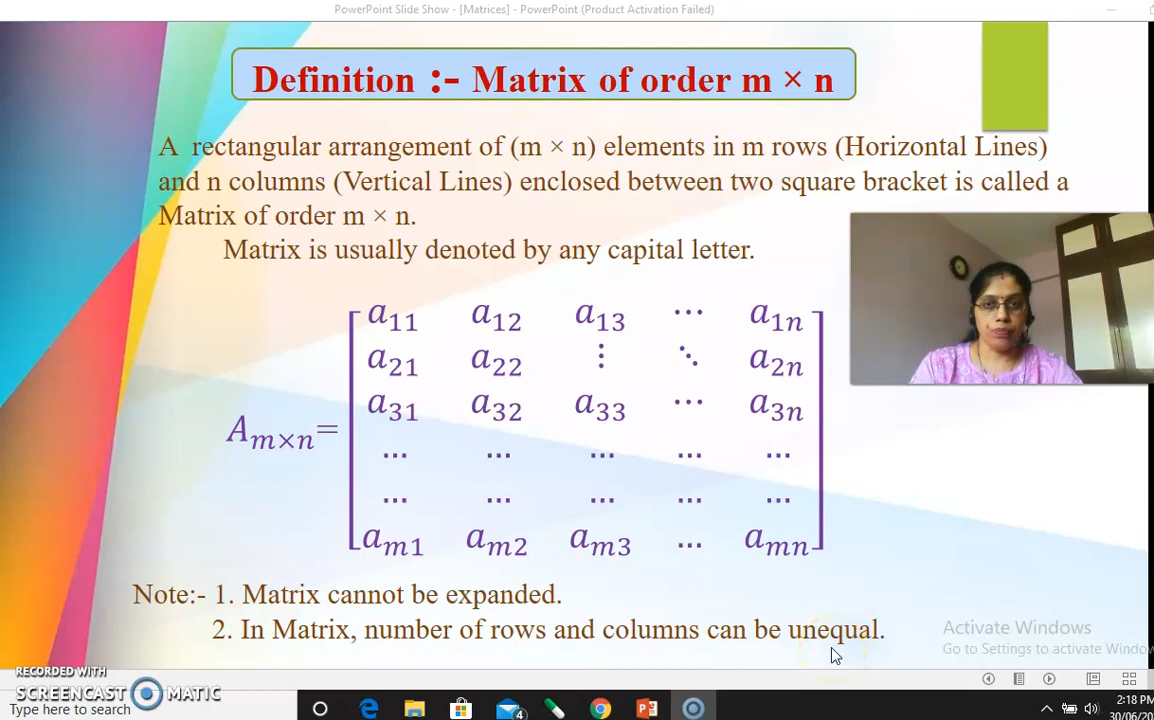 PowerPoint Slide Show - [Matrices] - PowerPoint (Product Activation Failed)
Definition :- Matrix of order m × n
A rectangular arrangement of (m × n) elements in m rows (Horizontal Lines)
and n columns (Vertical Lines) enclosed between two square bracket is called a
Matrix of order m × n.
Matrix is usually denoted by any capital letter.
a11 a12 a13 ⋯ a1n
a21 a22 ⋮ ⋱ a2n
a31 a32 a33 ⋯ a3n
Am×n=
... ... ... ... ...
... ... ... ... ...
am1 am2 am3 ... amn
Note:- 1. Matrix cannot be expanded.
2. In Matrix, number of rows and columns can be unequal.
Activate Windows
Go to Settings to activate Windo
RECORDED WITH
SCREENCAST MATIC
Type here to search
4
2:18 PM
30/06/20